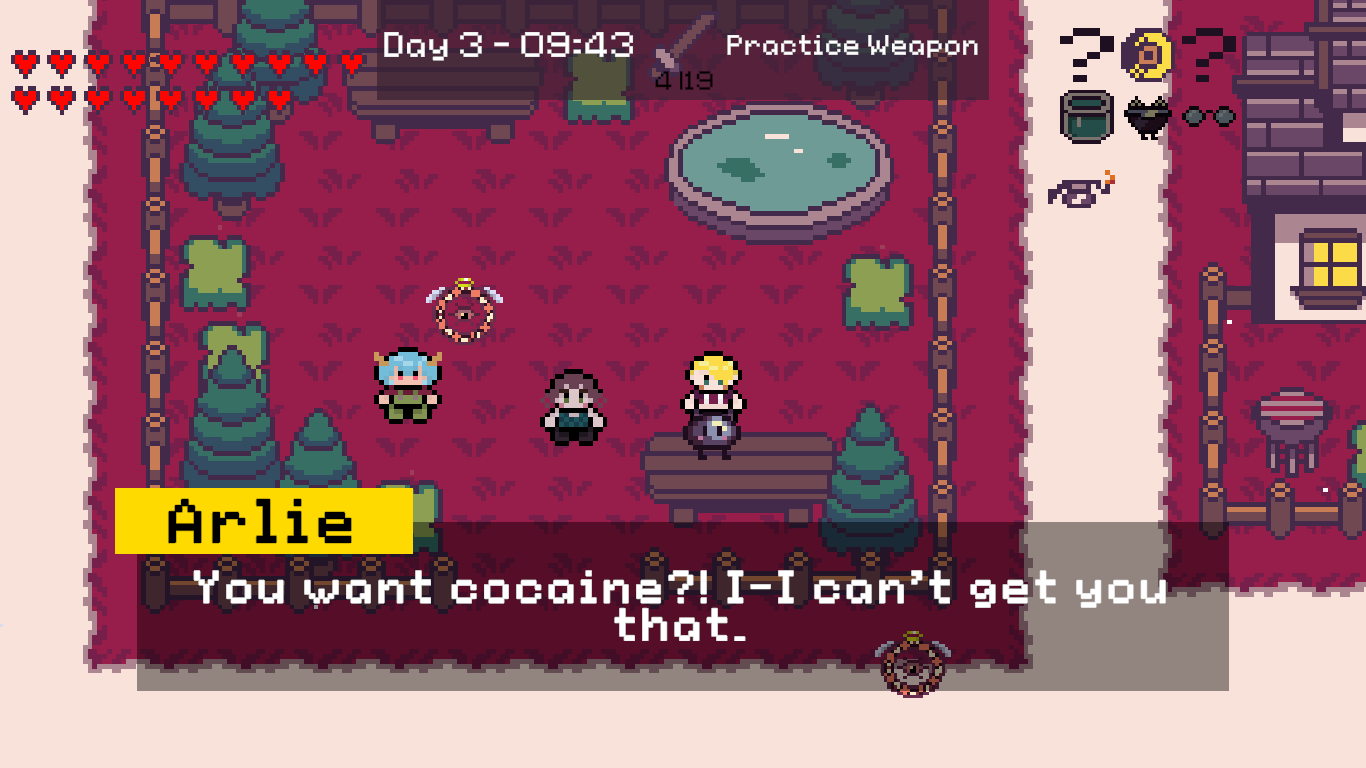 Day 3 - 09:43
Practice Weapon
4|19
? ?
Arlie
You want cocaine?! I-I can't get you
that.